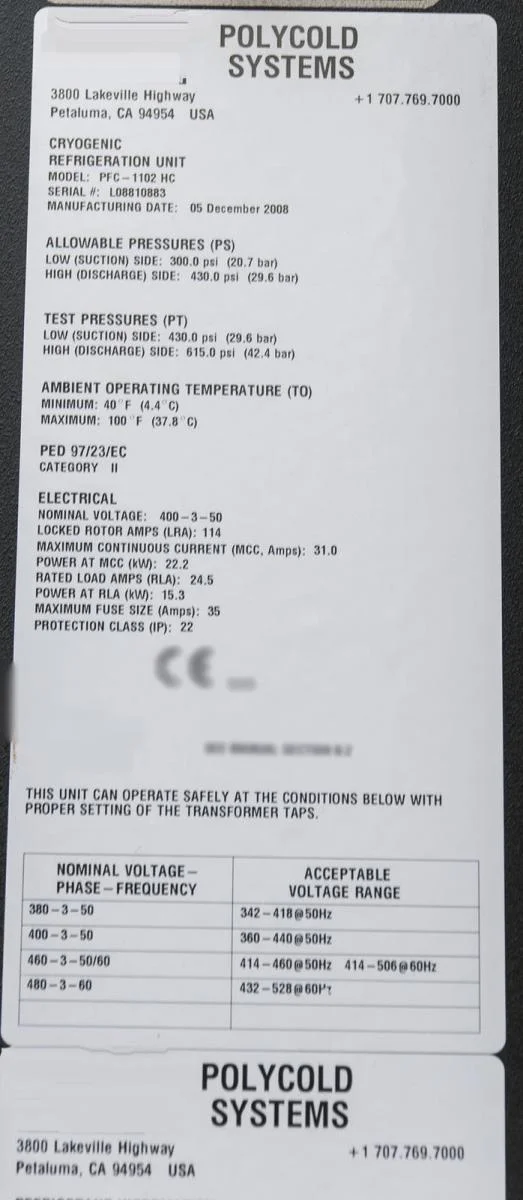 POLYCOLD
SYSTEMS
3800 Lakeville Highway +1 707.769.7000
Petaluma, CA 94954 USA
CRYOGENIC
REFRIGERATION UNIT
MODEL: PFC-1102 HC
SERIAL #: L08810883
MANUFACTURING DATE: 05 December 2008
ALLOWABLE PRESSURES (PS)
LOW (SUCTION) SIDE: 300.0 psi (20.7 bar)
HIGH (DISCHARGE) SIDE: 430.0 psi (29.6 bar)
TEST PRESSURES (PT)
LOW (SUCTION) SIDE: 430.0 psi (29.6 bar)
HIGH (DISCHARGE) SIDE: 615.0 psi (42.4 bar)
AMBIENT OPERATING TEMPERATURE (TO)
MINIMUM: 40°F (4.4°C)
MAXIMUM: 100°F (37.8°C)
PED 97/23/EC
CATEGORY II
ELECTRICAL
NOMINAL VOLTAGE: 400-3-50
LOCKED ROTOR AMPS (LRA): 114
MAXIMUM CONTINUOUS CURRENT (MCC, Amps): 31.0
POWER AT MCC (kW): 22.2
RATED LOAD AMPS (RLA): 24.5
POWER AT RLA (kW): 15.3
MAXIMUM FUSE SIZE (Amps): 35
PROTECTION CLASS (IP): 22
CE
SEE MANUAL SECTION
THIS UNIT CAN OPERATE SAFELY AT THE CONDITIONS BELOW WITH
PROPER SETTING OF THE TRANSFORMER TAPS.
NOMINAL VOLTAGE- ACCEPTABLE
PHASE-FREQUENCY VOLTAGE RANGE
380-3-50 342-418@50Hz
400-3-50 360-440@50Hz
460-3-50/60 414-460@50Hz 414-506@60Hz
480-3-60 432-528@60Hz
POLYCOLD
SYSTEMS
3800 Lakeville Highway +1 707.769.7000
Petaluma, CA 94954 USA